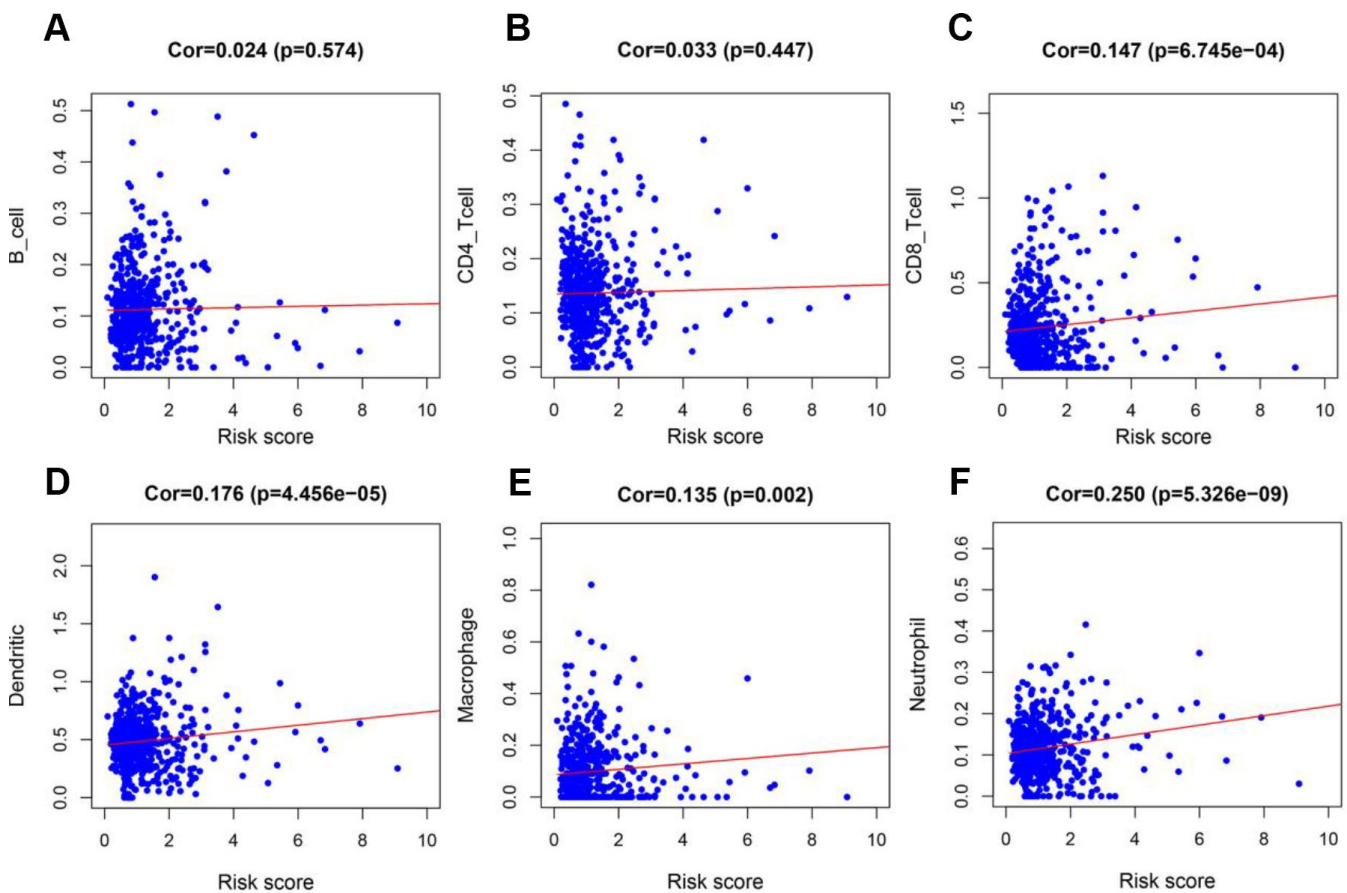 A
Cor=0.024 (p=0.574)
B_cell
0.0 0.1 0.2 0.3 0.4 0.5
0 2 4 6 8 10
Risk score
B
Cor=0.033 (p=0.447)
CD4_Tcell
0.0 0.1 0.2 0.3 0.4 0.5
0 2 4 6 8 10
Risk score
C
Cor=0.147 (p=6.745e−04)
CD8_Tcell
0.0 0.5 1.0 1.5
0 2 4 6 8 10
Risk score
D
Cor=0.176 (p=4.456e−05)
Dendritic
0.0 0.5 1.0 1.5 2.0
0 2 4 6 8 10
Risk score
E
Cor=0.135 (p=0.002)
Macrophage
0.0 0.2 0.4 0.6 0.8 1.0
0 2 4 6 8 10
Risk score
F
Cor=0.250 (p=5.326e−09)
Neutrophil
0.0 0.1 0.2 0.3 0.4 0.5 0.6
0 2 4 6 8 10
Risk score